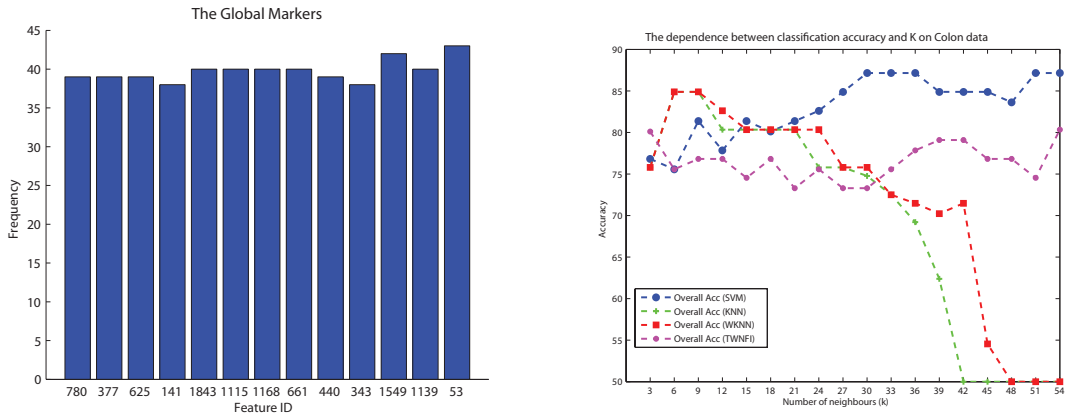 The Global Markers
45
40
35
30
25
20
15
10
5
0
Frequency
780 377 625 141 1843 1115 1168 661 440 343 1549 1139 53
Feature ID
The dependence between classification accuracy and K on Colon data
90
85
80
75
70
65
60
55
50
Accuracy
Overall Acc (SVM)
Overall Acc (KNN)
Overall Acc (WKNN)
Overall Acc (TWNFI)
3 6 9 12 15 18 21 24 27 30 33 36 39 42 45 48 51 54
Number of neighbours (k)